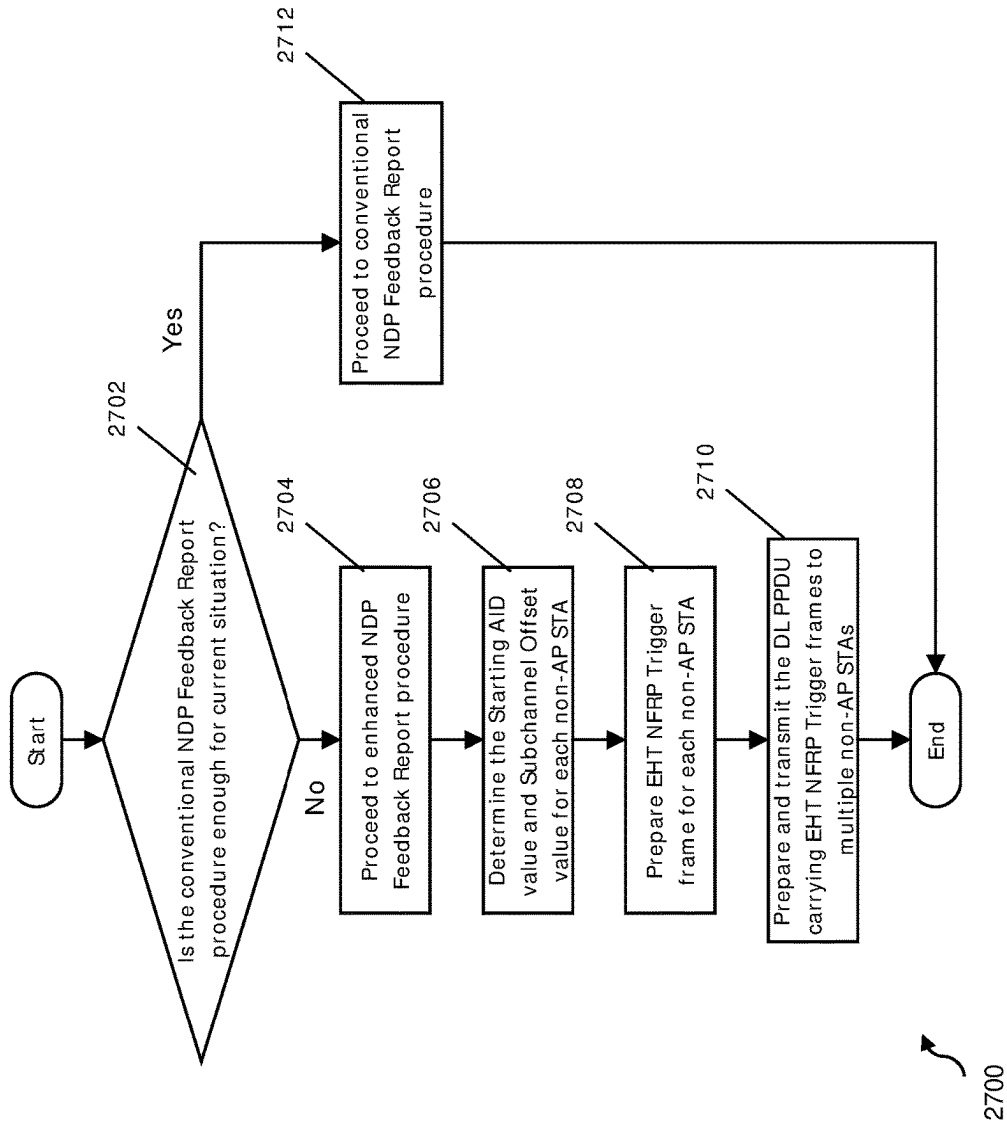 Start
2702
Is the conventional NDP Feedback Report
procedure enough for current situation?
Yes
No
2712
Proceed to conventional
NDP Feedback Report
procedure
2704
Proceed to enhanced NDP
Feedback Report procedure
2706
Determine the Starting AID
value and Subchannel Offset
value for each non-AP STA
2708
Prepare EHT NFRP Trigger
frame for each non-AP STA
2710
Prepare and transmit the DL PPDU
carrying EHT NFRP Trigger frames to
multiple non-AP STAs
End
2700